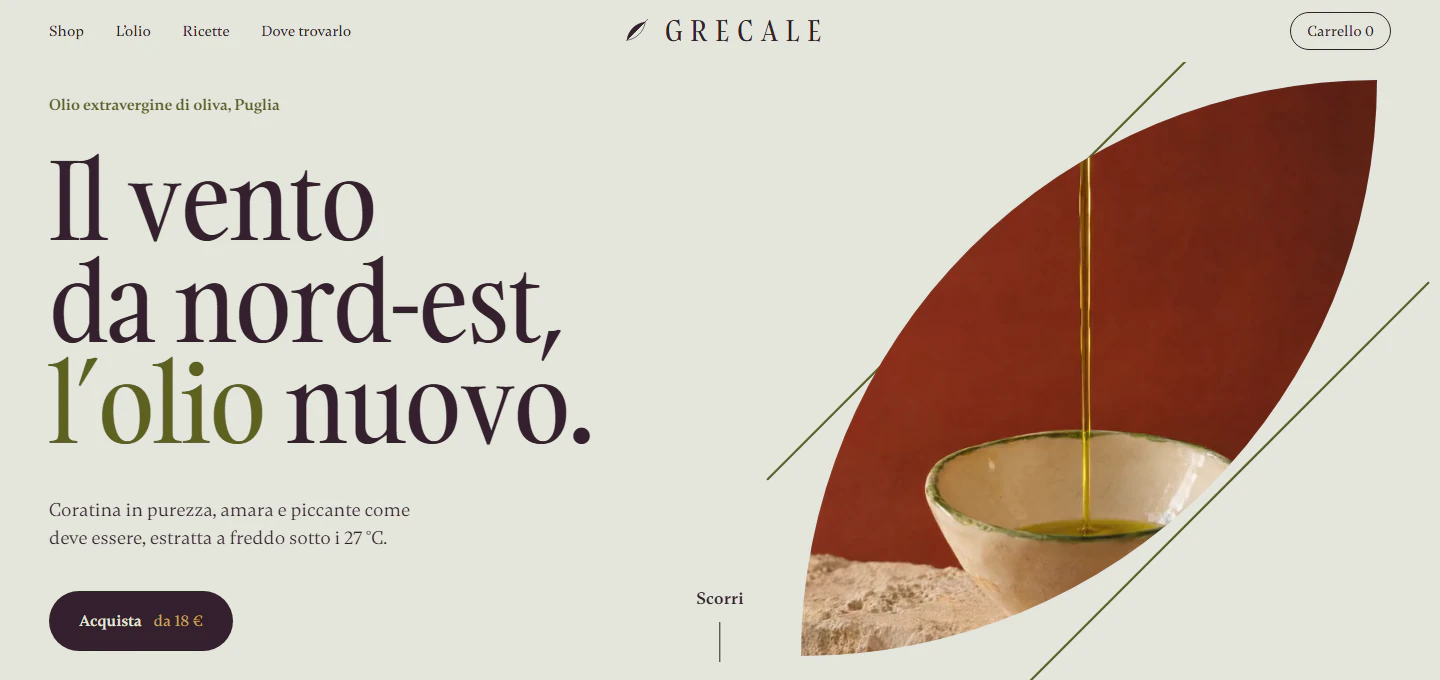 Shop
L’olio
Ricette
Dove trovarlo
GRECALE
Carrello 0
Olio extravergine di oliva, Puglia
Il vento
da nord-est,
l’olio nuovo.
Coratina in purezza, amara e piccante come
deve essere, estratta a freddo sotto i 27 °C.
Acquista da 18 €
Scorri